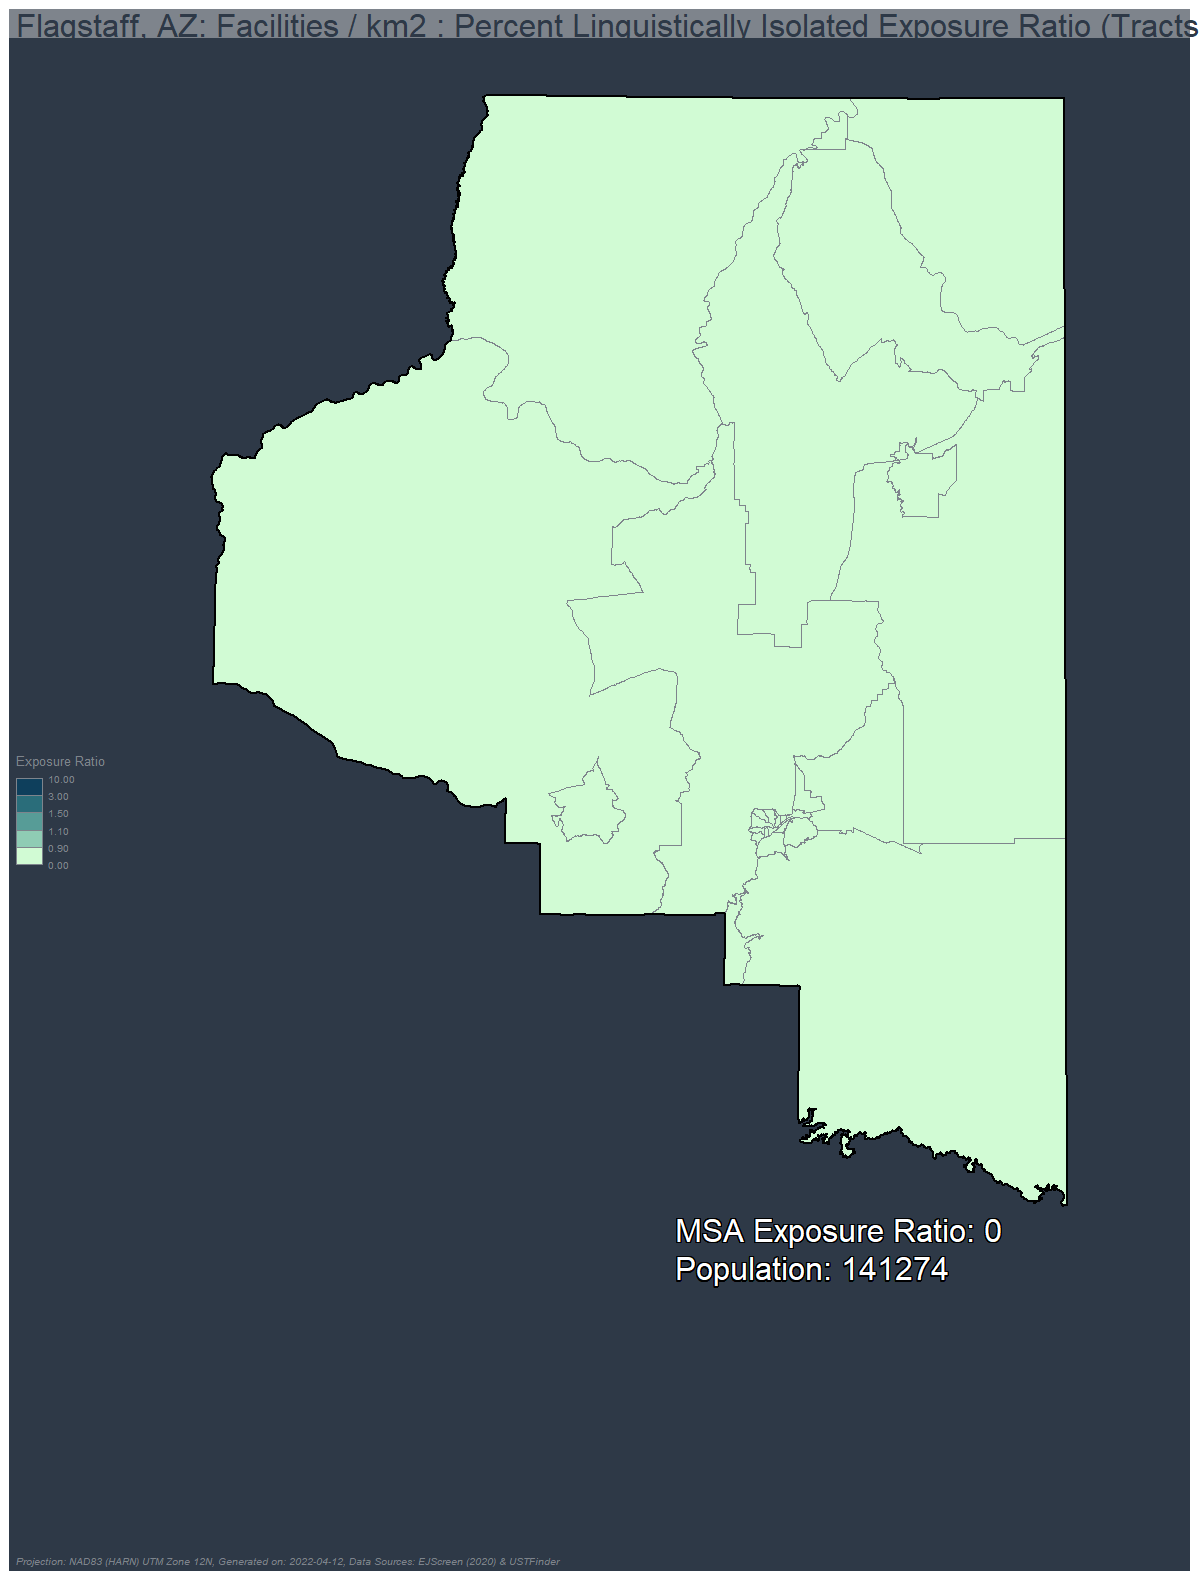 Flagstaff, AZ: Facilities / km2 : Percent Linguistically Isolated Exposure Ratio (Tracts
Exposure Ratio
10.00
3.00
1.50
1.10
0.90
0.00
MSA Exposure Ratio: 0
Population: 141274
Projection: NAD83 (HARN) UTM Zone 12N, Generated on: 2022-04-12, Data Sources: EJScreen (2020) & USTFinder